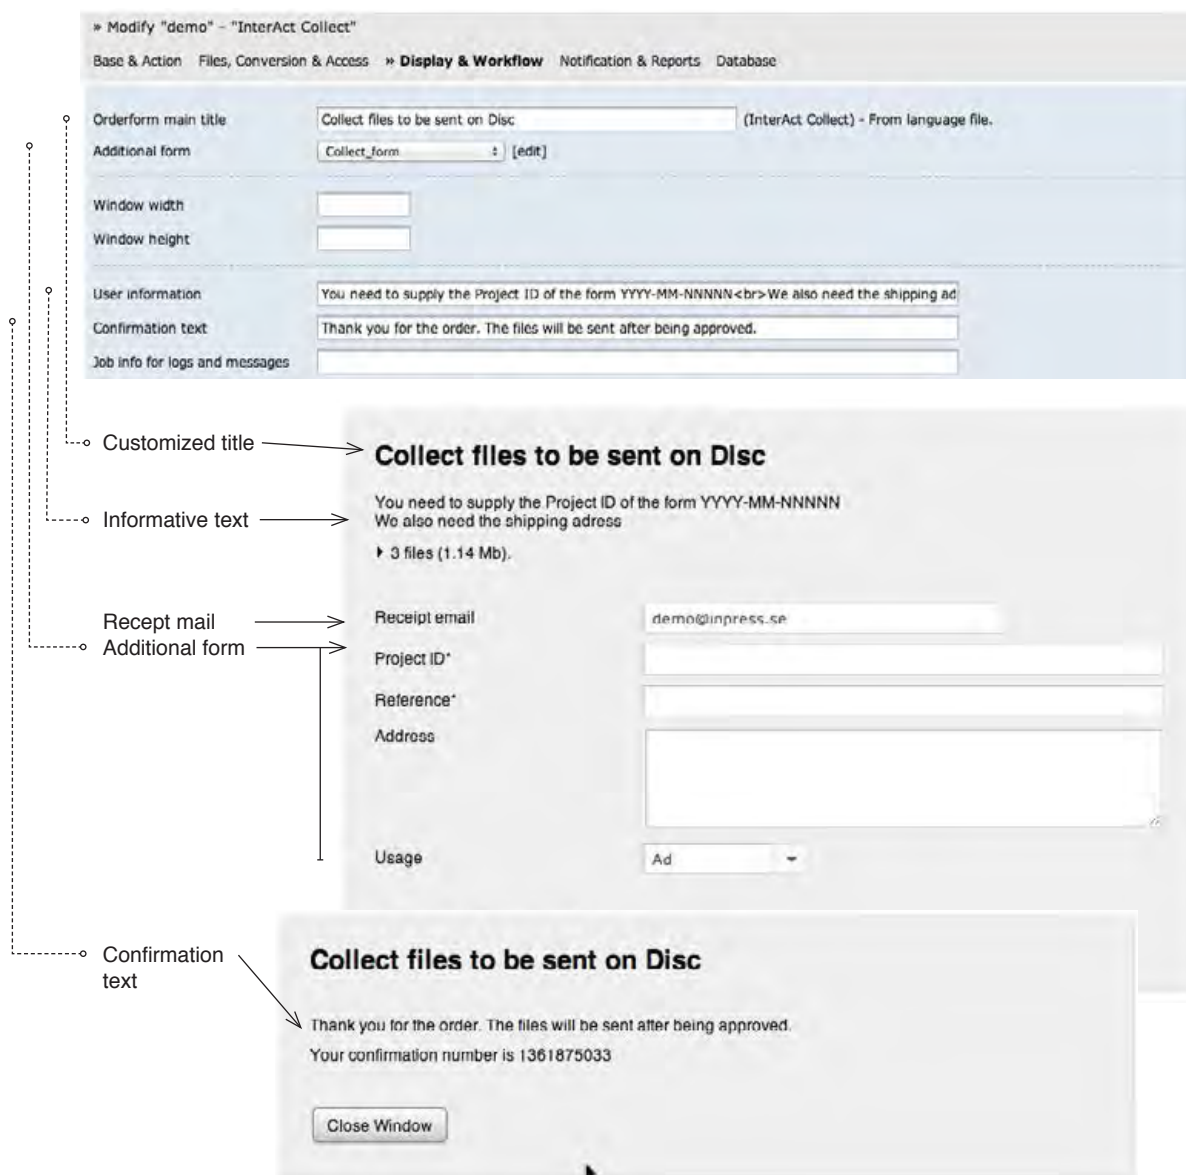 » Modify "demo" - "InterAct Collect"
Base & Action Files, Conversion & Access » Display & Workflow Notification & Reports Database
Orderform main title Collect files to be sent on Disc (InterAct Collect) - From language file.
Additional form Collect_form [edit]
Window width
Window height
User information You need to supply the Project ID of the form YYYY-MM-NNNNN<br>We also need the shipping ad
Confirmation text Thank you for the order. The files will be sent after being approved.
Job info for logs and messages
Customized title Collect files to be sent on Disc
You need to supply the Project ID of the form YYYY-MM-NNNNN
Informative text We also need the shipping adress
3 files (1.14 Mb).
Recept mail Receipt email demo@inpress.se
Additional form
Project ID*
Reference*
Address
Usage Ad
Confirmation
text
Collect files to be sent on Disc
Thank you for the order. The files will be sent after being approved.
Your confirmation number is 1361875033
Close Window